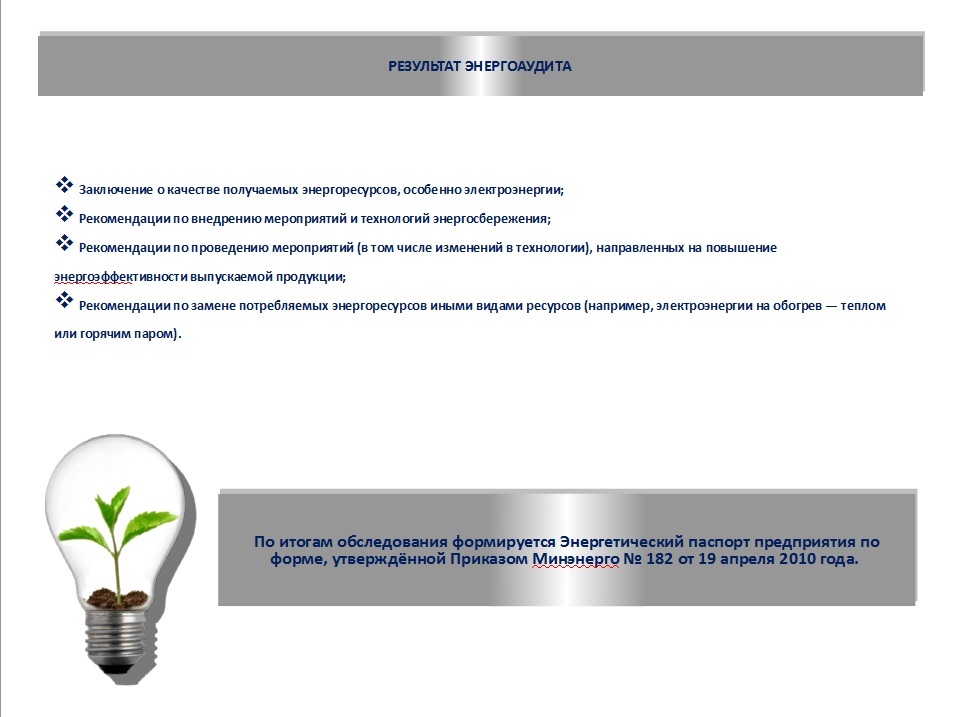 РЕЗУЛЬТАТ ЭНЕРГОАУДИТА
❖ Заключение о качестве получаемых энергоресурсов, особенно электроэнергии;
❖ Рекомендации по внедрению мероприятий и технологий энергосбережения;
❖ Рекомендации по проведению мероприятий (в том числе изменений в технологии), направленных на повышение
энергоэффективности выпускаемой продукции;
❖ Рекомендации по замене потребляемых энергоресурсов иными видами ресурсов (например, электроэнергии на обогрев — теплом
или горячим паром).
По итогам обследования формируется Энергетический паспорт предприятия по
форме, утверждённой Приказом Минэнерго № 182 от 19 апреля 2010 года.